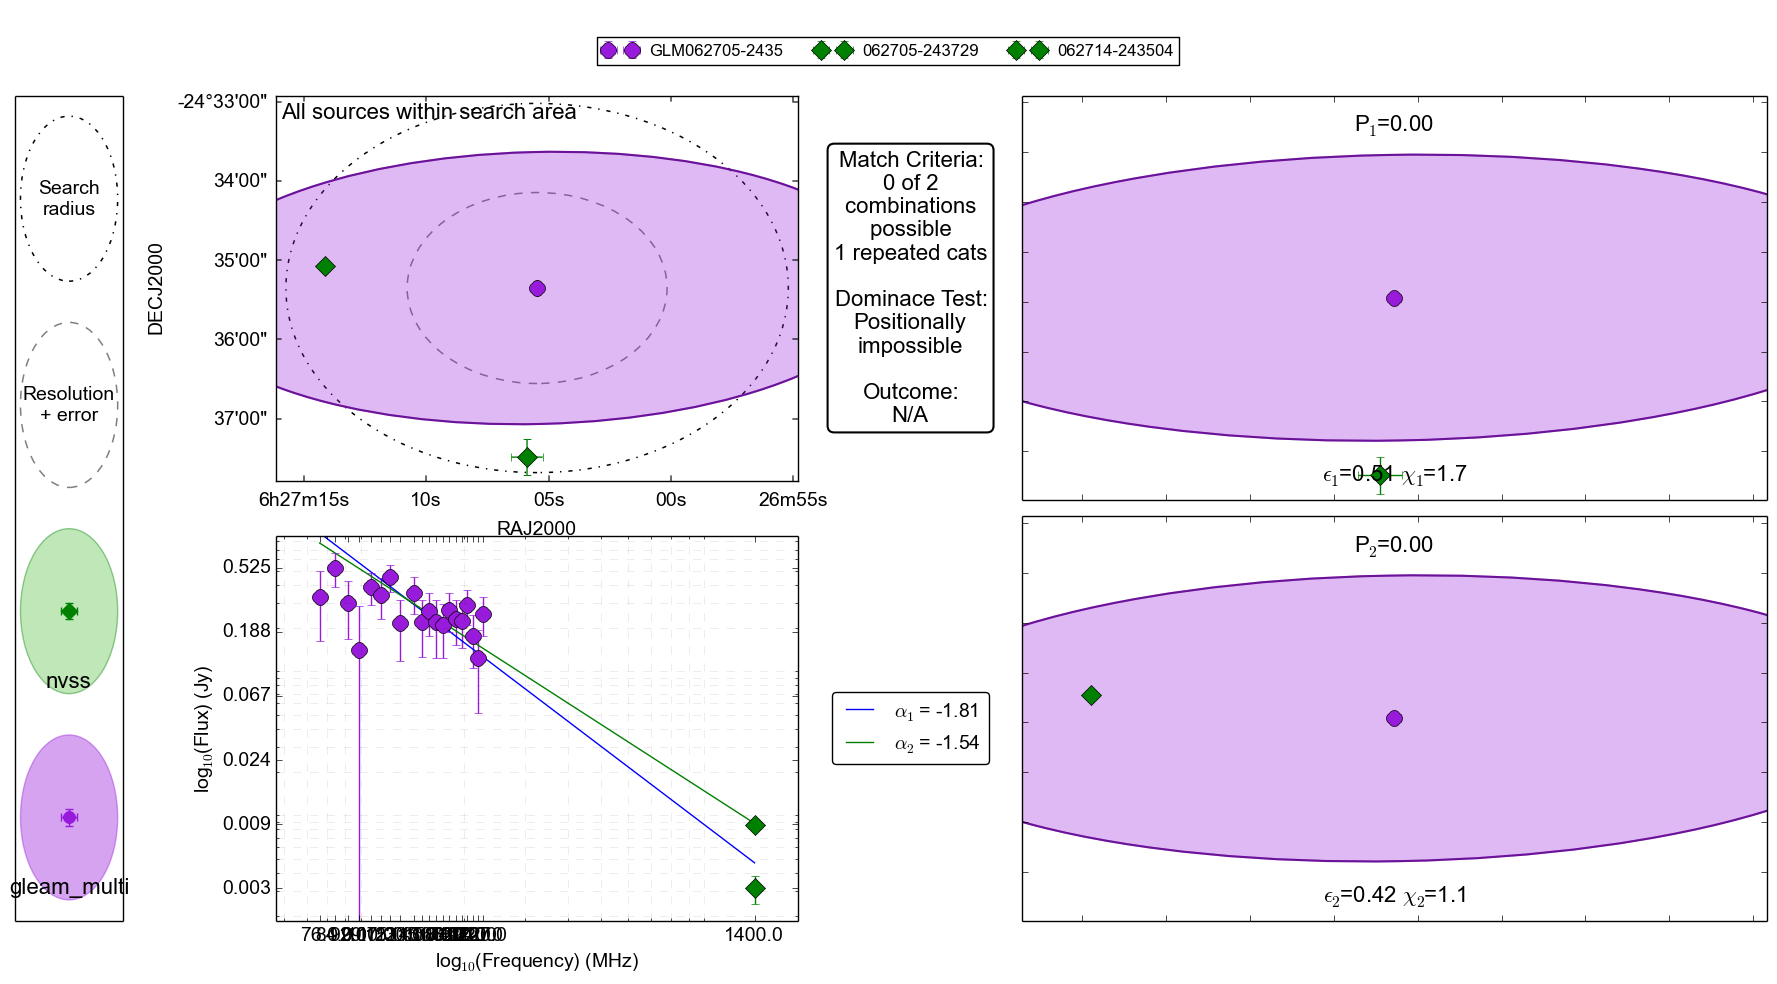 GLM062705-2435 062705-243729 062714-243504
Search
radius
Resolution
+ error
nvss
gleam_multi
All sources within search area
-24°33'00"
34'00"
35'00"
36'00"
37'00"
DECJ2000
6h27m15s 10s 05s 00s 26m55s
RAJ2000
Match Criteria:
0 of 2
combinations
possible
1 repeated cats
Dominace Test:
Positionally
impossible
Outcome:
N/A
P1=0.00
ϵ1=0.51 χ1=1.7
0.525
0.188
0.067
0.024
0.009
0.003
log10(Flux) (Jy)
1400.0
log10(Frequency) (MHz)
α1 = -1.81
α2 = -1.54
P2=0.00
ϵ2=0.42 χ2=1.1